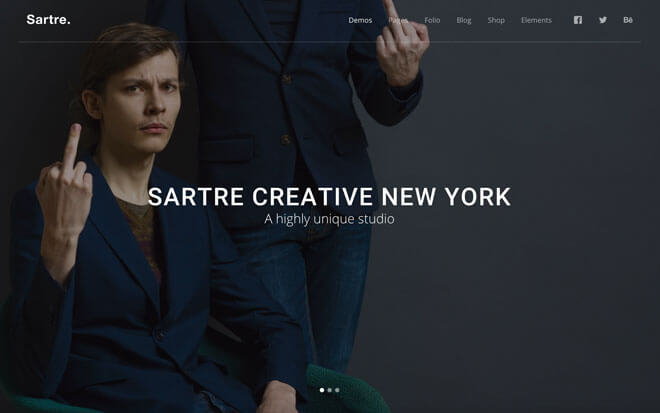 Sartre.
Demos Pages Folio Blog Shop Elements Bē
SARTRE CREATIVE NEW YORK
A highly unique studio